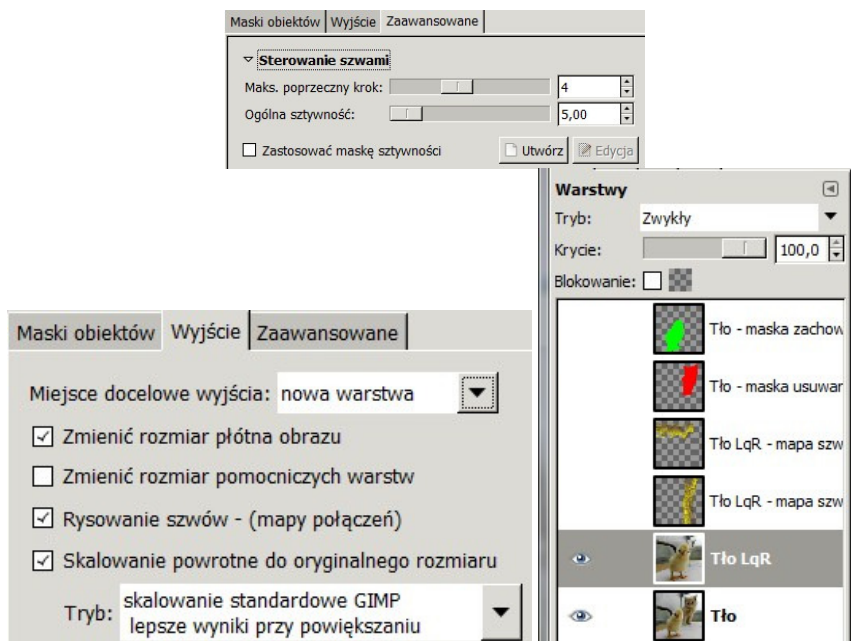 Maski obiektów Wyjście Zaawansowane
Sterowanie szwami
Maks. poprzeczny krok: 4
Ogólna sztywność: 5,00
Zastosować maskę sztywności Utwórz Edycja
Warstwy
Tryb: Zwykły
Krycie: 100,0
Blokowanie:
Tło - maska zachow
Tło - maska usuwar
Tło LqR - mapa szw
Tło LqR - mapa szw
Tło LqR
Tło
Maski obiektów Wyjście Zaawansowane
Miejsce docelowe wyjścia: nowa warstwa
Zmienić rozmiar płótna obrazu
Zmienić rozmiar pomocniczych warstw
Rysowanie szwów - (mapy połączeń)
Skalowanie powrotne do oryginalnego rozmiaru
Tryb: skalowanie standardowe GIMP
lepsze wyniki przy powiększaniu